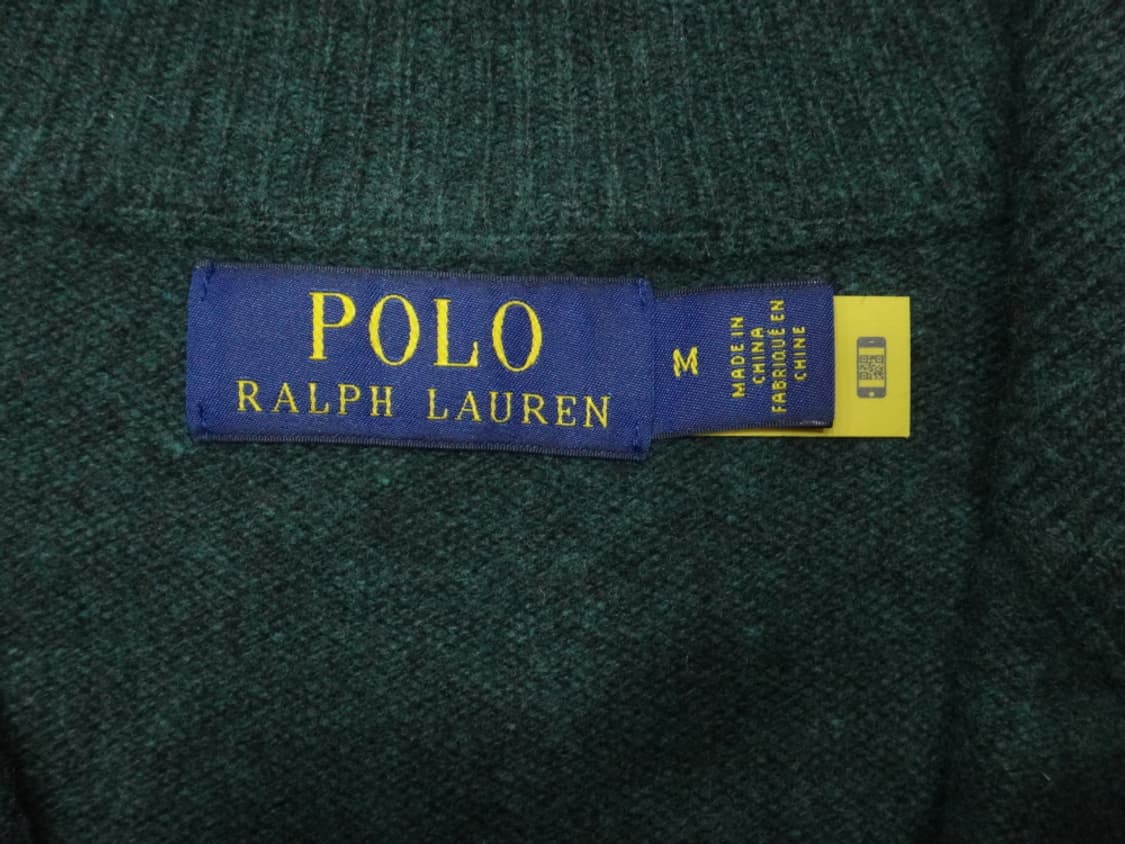 POLO
RALPH LAUREN
M
MADE IN
CHINA
FABRIQUÉ EN
CHINE